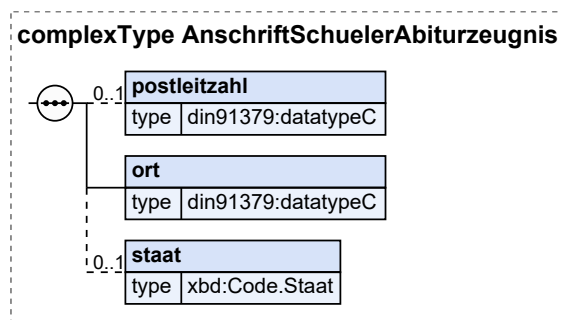 complexType AnschriftSchuelerAbiturzeugnis
0..1 postleitzahl
type din91379:datatypeC
ort
type din91379:datatypeC
0..1 staat
type xbd:Code.Staat